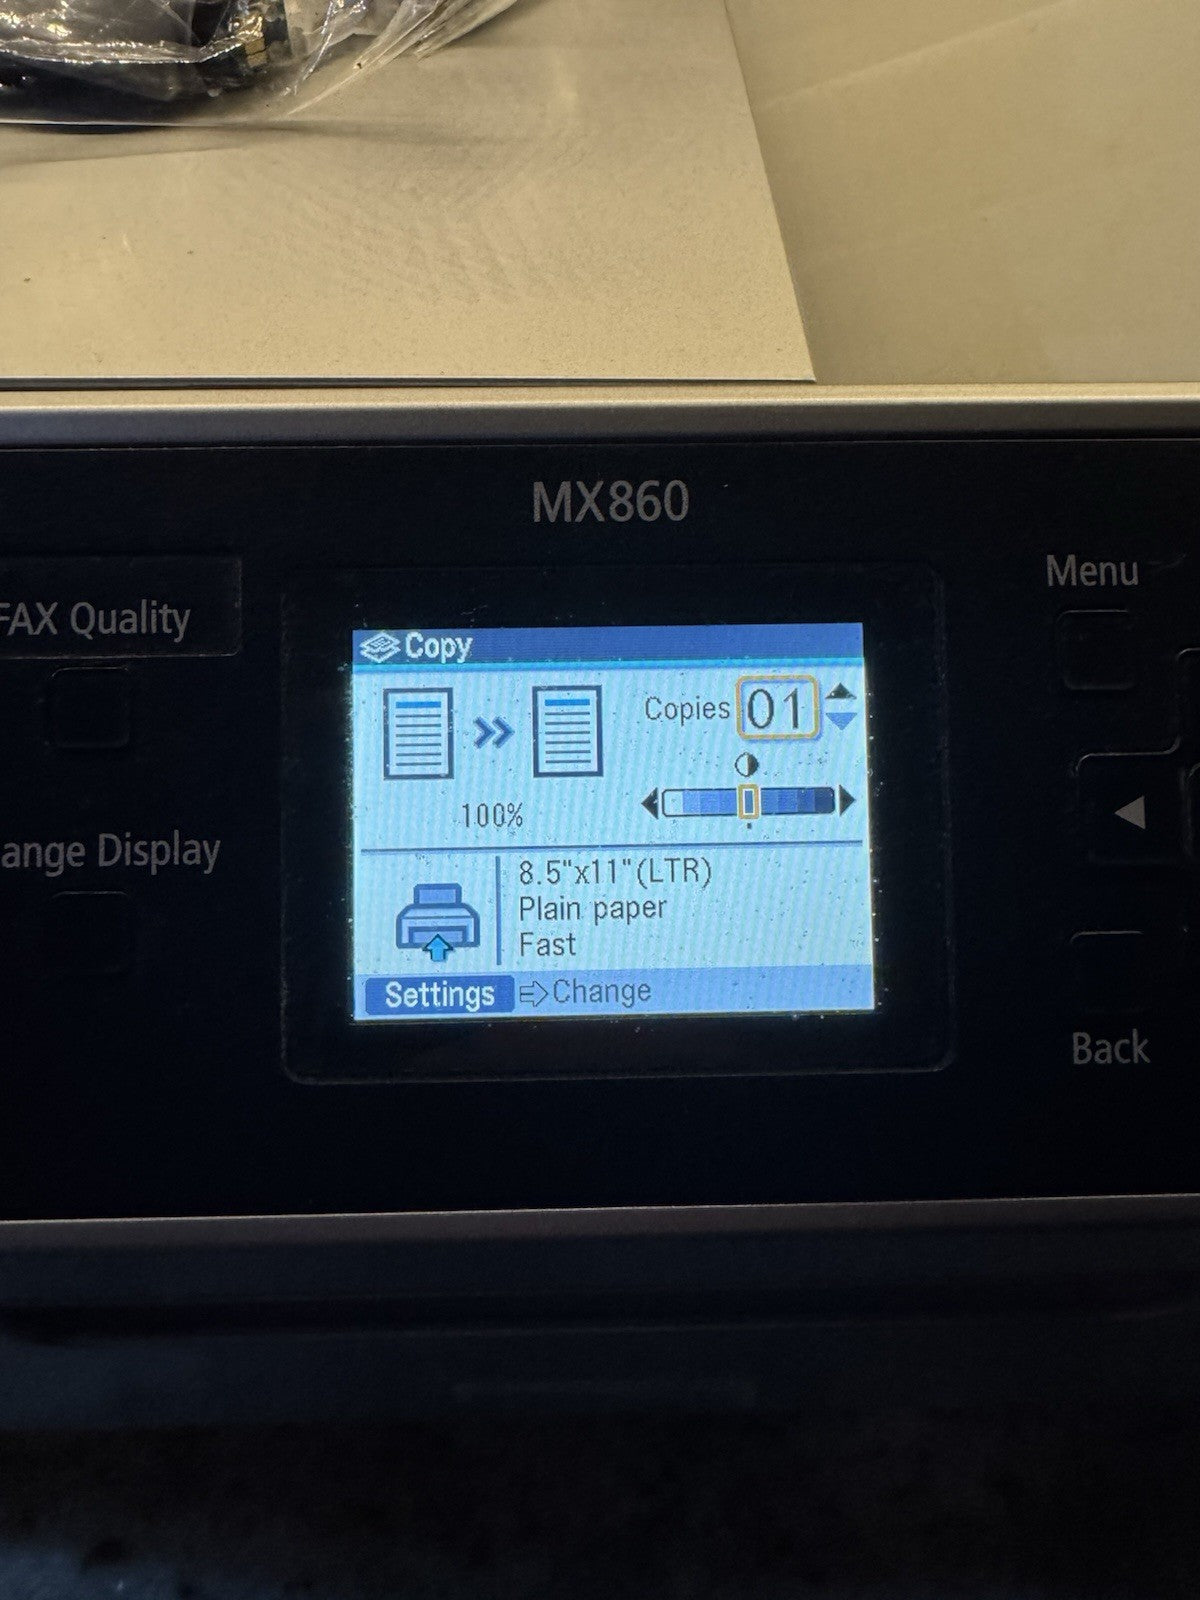 MX860
Menu
FAX Quality
Copy
Copies 01
100%
ange Display
8.5"x11"(LTR)
Plain paper
Fast
Settings Change
Back